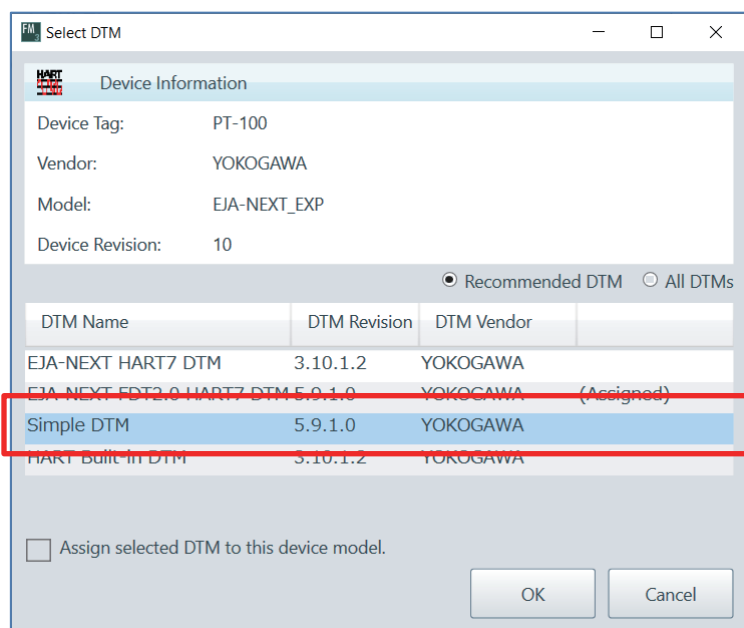 FM 3 Select DTM
HART Device Information
Device Tag: PT-100
Vendor: YOKOGAWA
Model: EJA-NEXT_EXP
Device Revision: 10
Recommended DTM All DTMs
DTM Name DTM Revision DTM Vendor
EJA-NEXT HART7 DTM 3.10.1.2 YOKOGAWA
EJA-NEXT FDT2.0 HART7 DTM 5.9.1.0 YOKOGAWA (Assigned)
Simple DTM 5.9.1.0 YOKOGAWA
HART Built-in DTM 3.10.1.2 YOKOGAWA
Assign selected DTM to this device model.
OK Cancel